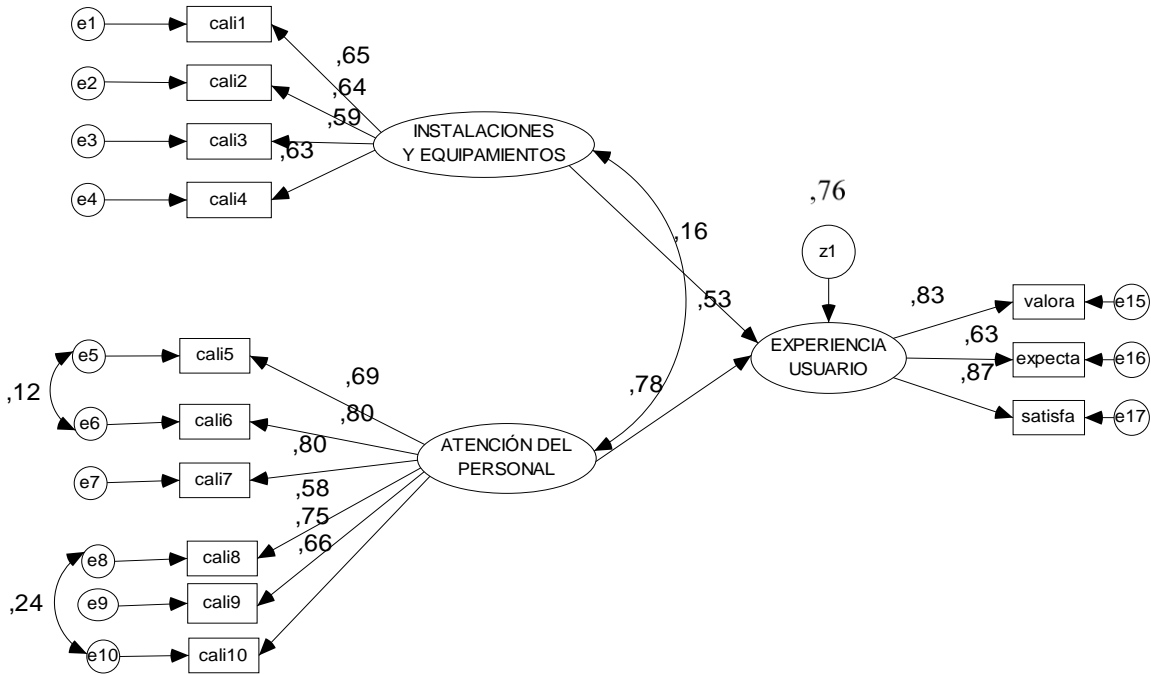 e1
cali1
,65
e2
cali2
,64
e3
cali3
,59
e4
cali4
,63
INSTALACIONES
Y EQUIPAMIENTOS
,16
,53
,78
,76
z1
EXPERIENCIA
USUARIO
,83
valora
e15
,63
expecta
e16
,87
satisfa
e17
,12
e5
cali5
,69
e6
cali6
,80
e7
cali7
,80
ATENCIÓN DEL
PERSONAL
,24
e8
cali8
,58
e9
cali9
,75
e10
cali10
,66